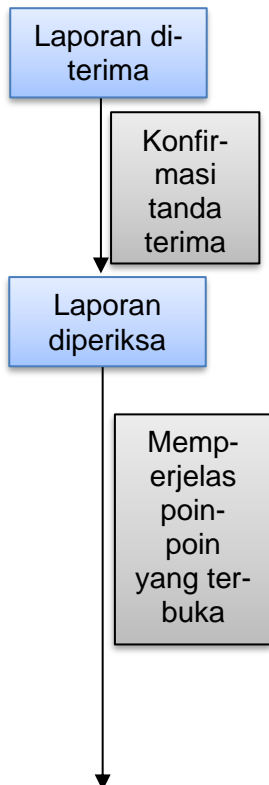 Laporan di-
terima
Konfir-
masi
tanda
terima
Laporan
diperiksa
Memp-
erjelas
poin-
poin
yang ter-
buka